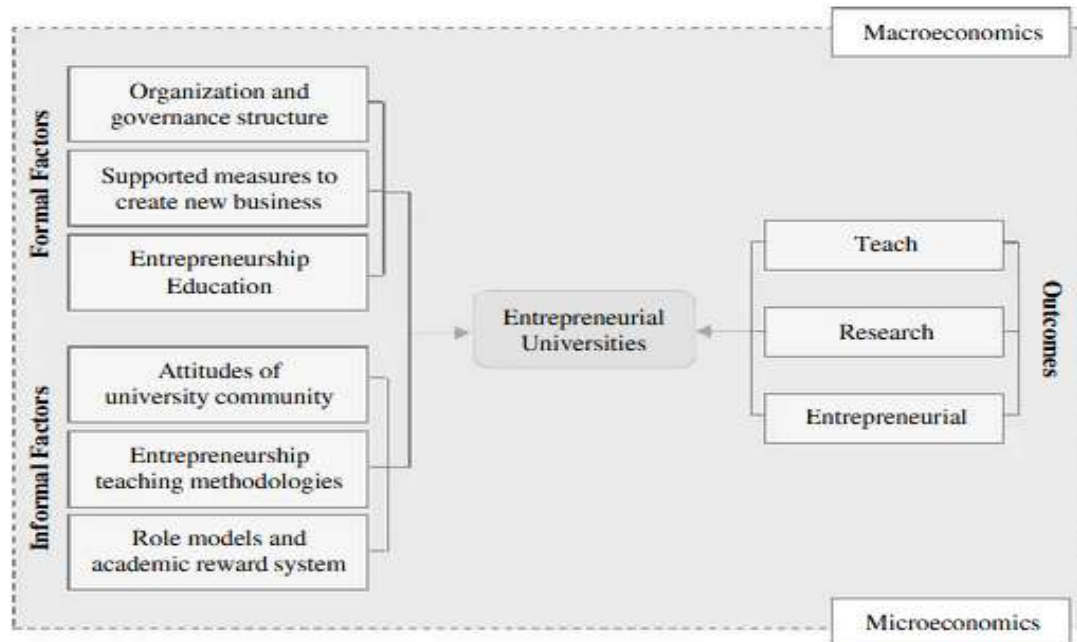 Macroeconomics
Formal Factors
Organization and
governance structure
Supported measures to
create new business
Entrepreneurship
Education
Informal Factors
Attitudes of
university community
Entrepreneurship
teaching methodologies
Role models and
academic reward system
Entrepreneurial
Universities
Teach
Research
Entrepreneurial
Outcomes
Microeconomics